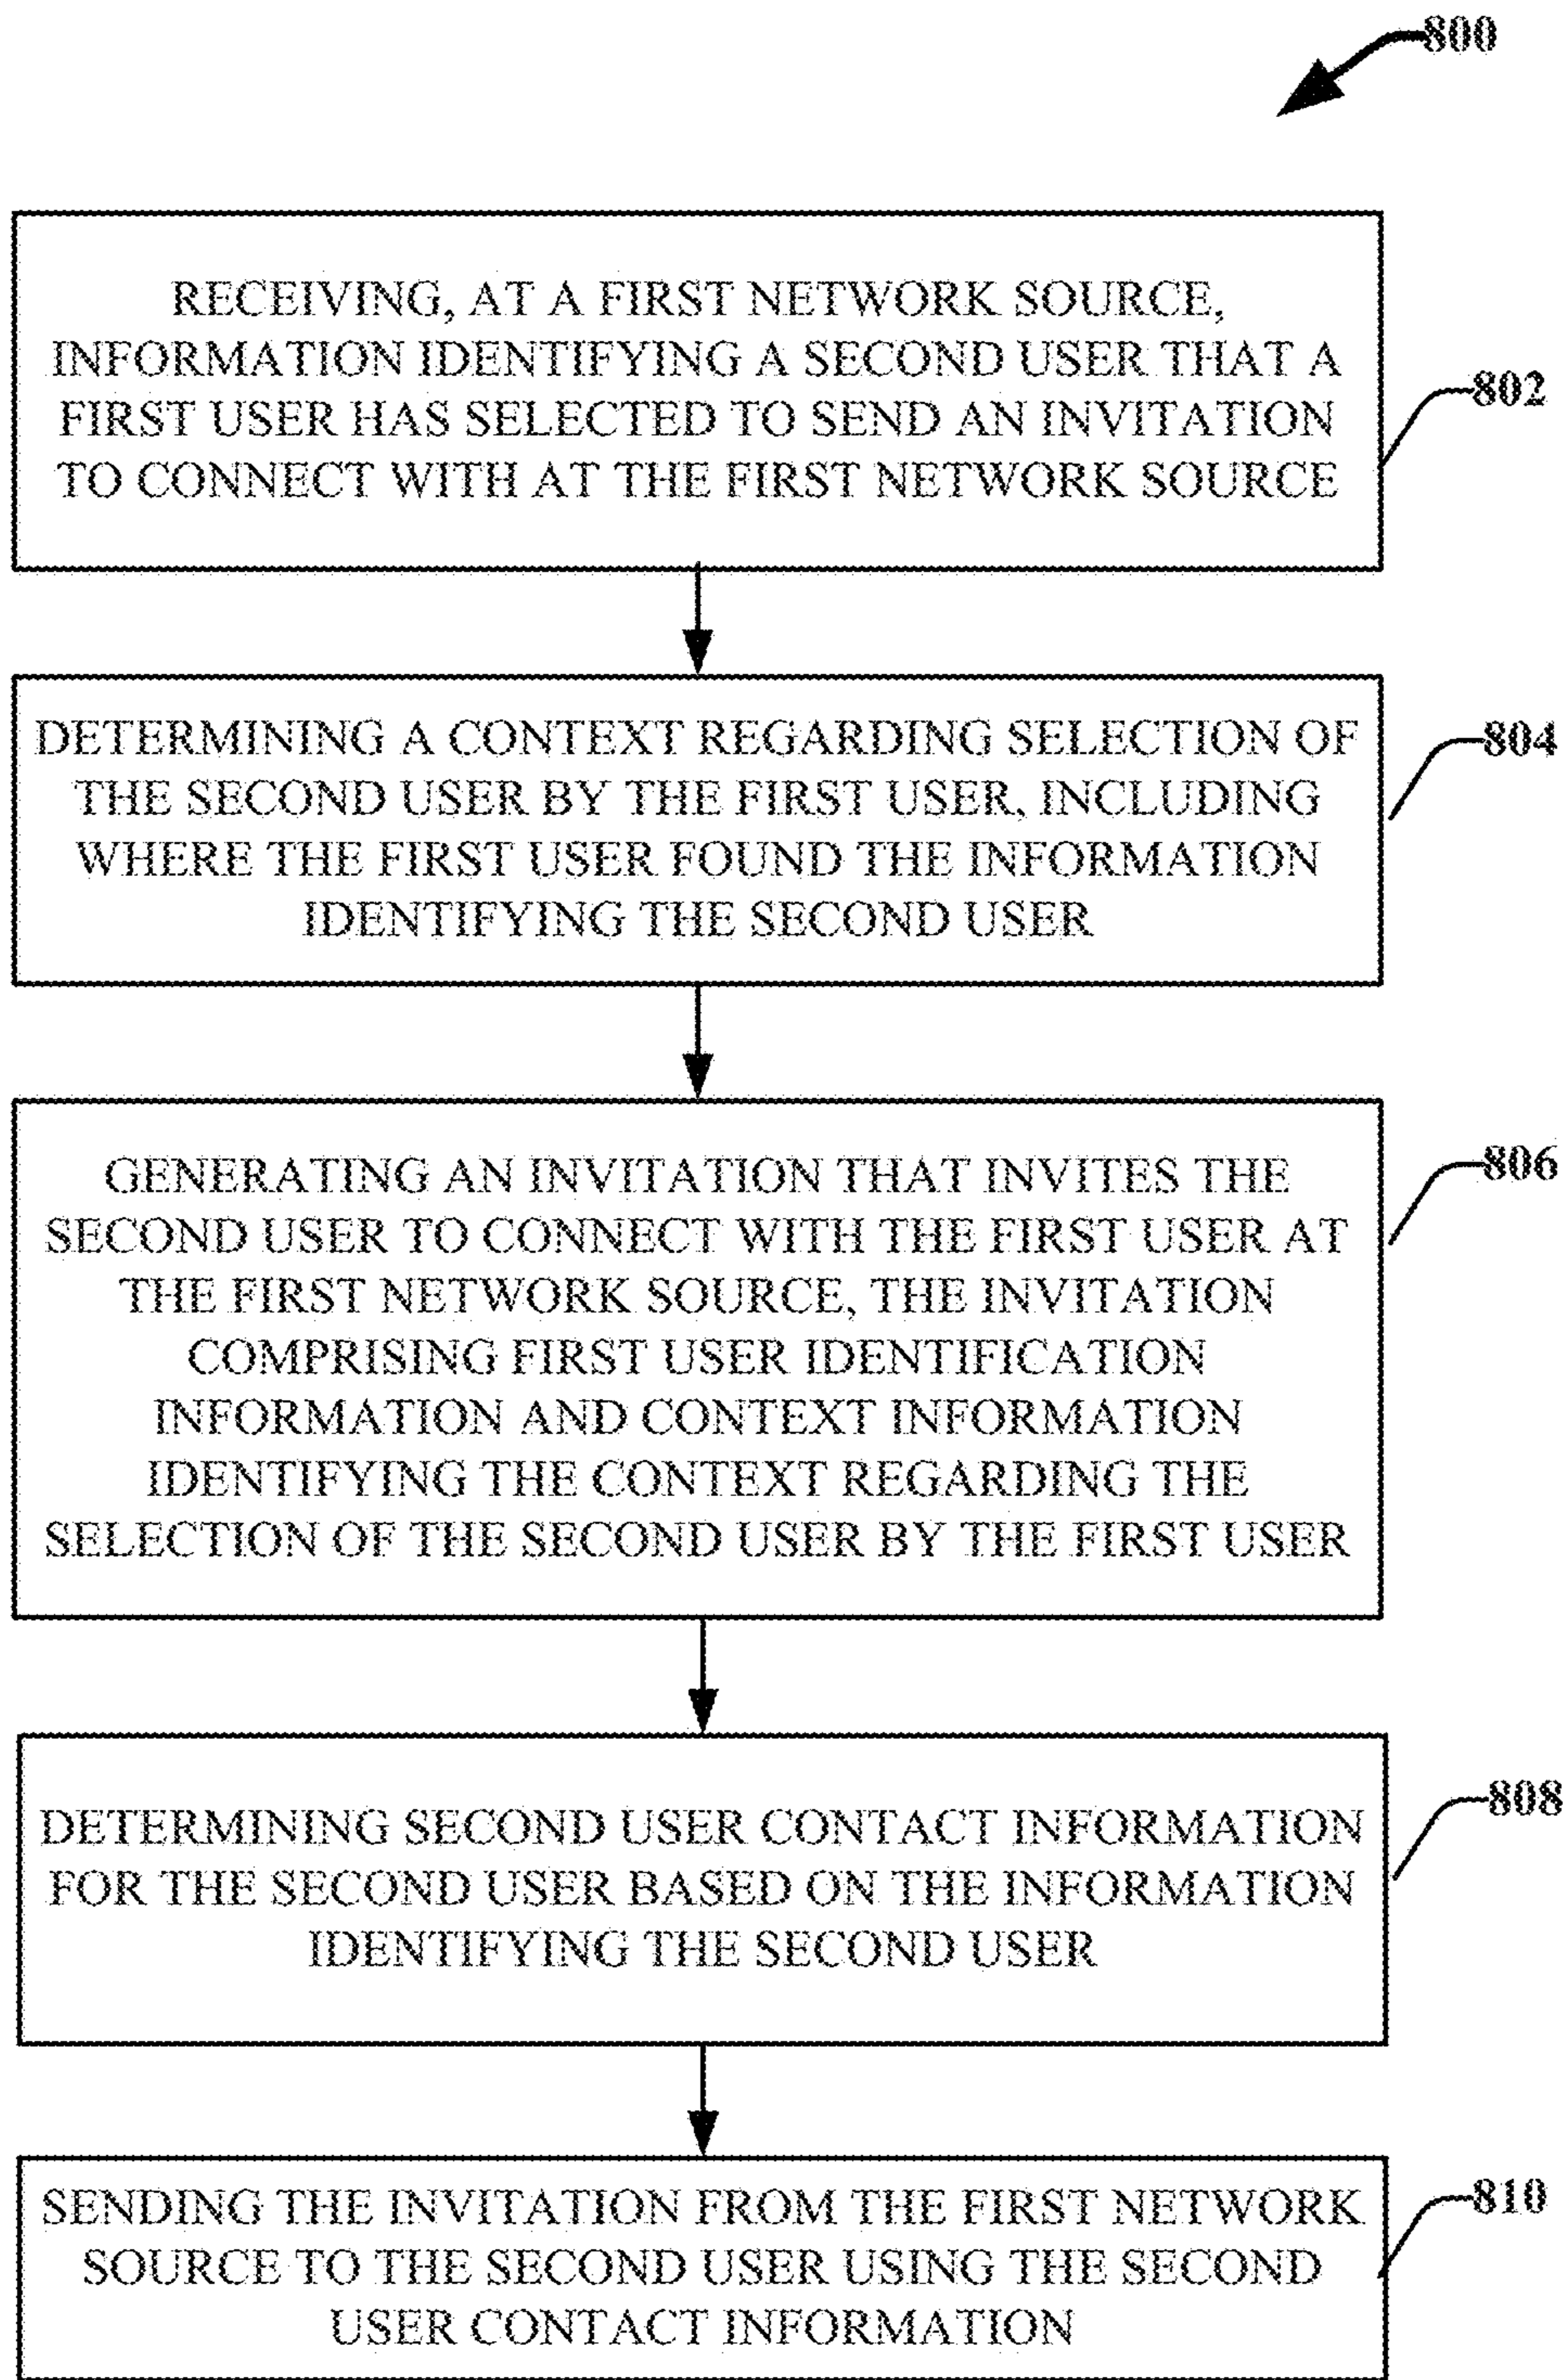 800
RECEIVING, AT A FIRST NETWORK SOURCE,
INFORMATION IDENTIFYING A SECOND USER THAT A
FIRST USER HAS SELECTED TO SEND AN INVITATION
TO CONNECT WITH AT THE FIRST NETWORK SOURCE
802
DETERMINING A CONTEXT REGARDING SELECTION OF
THE SECOND USER BY THE FIRST USER, INCLUDING
WHERE THE FIRST USER FOUND THE INFORMATION
IDENTIFYING THE SECOND USER
804
GENERATING AN INVITATION THAT INVITES THE
SECOND USER TO CONNECT WITH THE FIRST USER AT
THE FIRST NETWORK SOURCE, THE INVITATION
COMPRISING FIRST USER IDENTIFICATION
INFORMATION AND CONTEXT INFORMATION
IDENTIFYING THE CONTEXT REGARDING THE
SELECTION OF THE SECOND USER BY THE FIRST USER
806
DETERMINING SECOND USER CONTACT INFORMATION
FOR THE SECOND USER BASED ON THE INFORMATION
IDENTIFYING THE SECOND USER
808
SENDING THE INVITATION FROM THE FIRST NETWORK
SOURCE TO THE SECOND USER USING THE SECOND
USER CONTACT INFORMATION
810